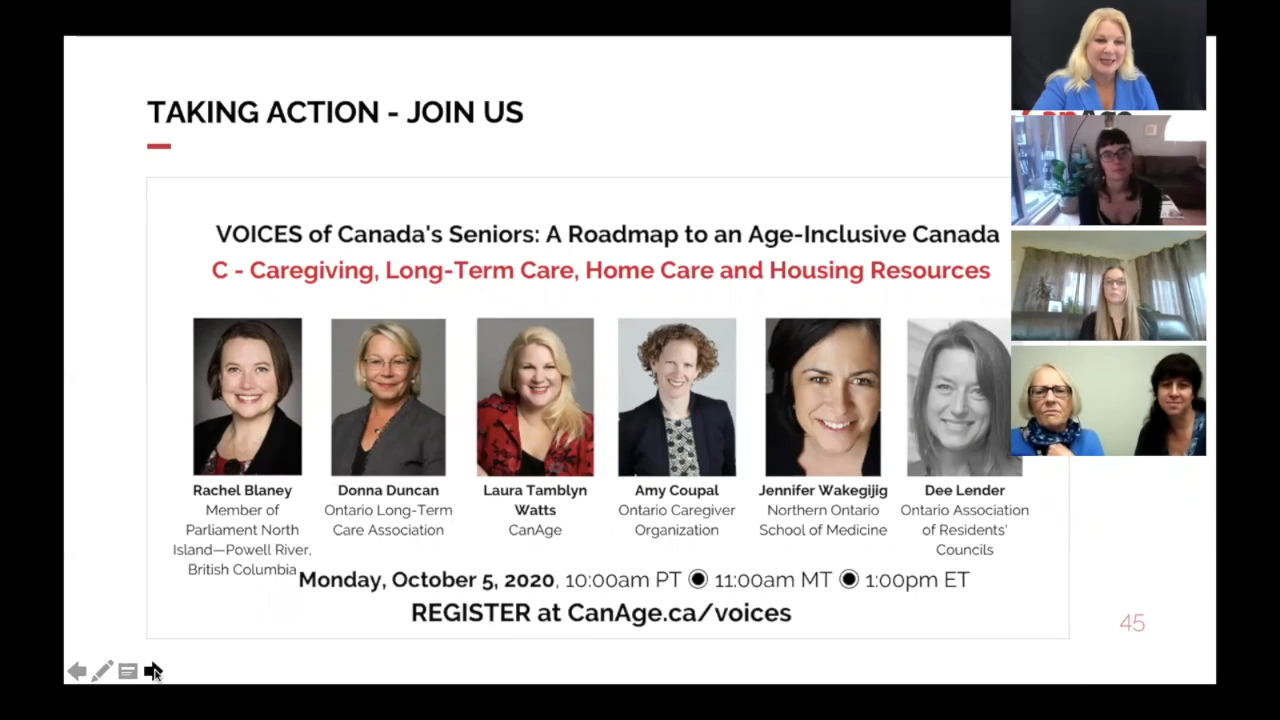 TAKING ACTION - JOIN US
VOICES of Canada's Seniors: A Roadmap to an Age-Inclusive Canada
C - Caregiving, Long-Term Care, Home Care and Housing Resources
Rachel Blaney
Member of
Parliament North
Island—Powell River,
British Columbia
Donna Duncan
Ontario Long-Term
Care Association
Laura Tamblyn
Watts
CanAge
Amy Coupal
Ontario Caregiver
Organization
Jennifer Wakegijig
Northern Ontario
School of Medicine
Dee Lender
Ontario Association
of Residents'
Councils
Monday, October 5, 2020, 10:00am PT ◉ 11:00am MT ◉ 1:00pm ET
REGISTER at CanAge.ca/voices
45